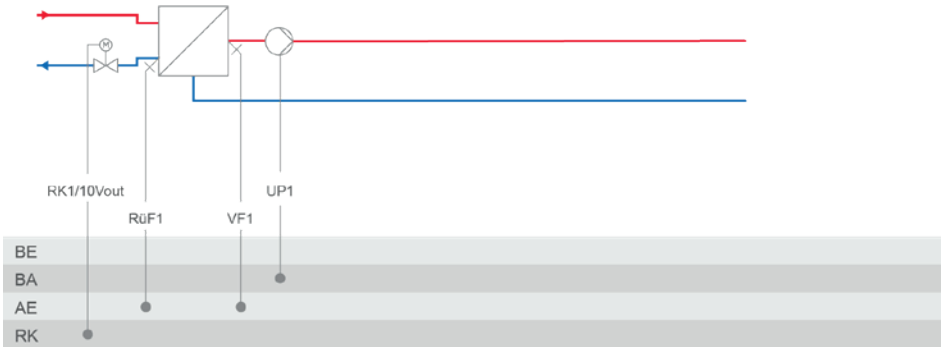 M
RK1/10Vout
UP1
RüF1
VF1
BE
BA
AE
RK